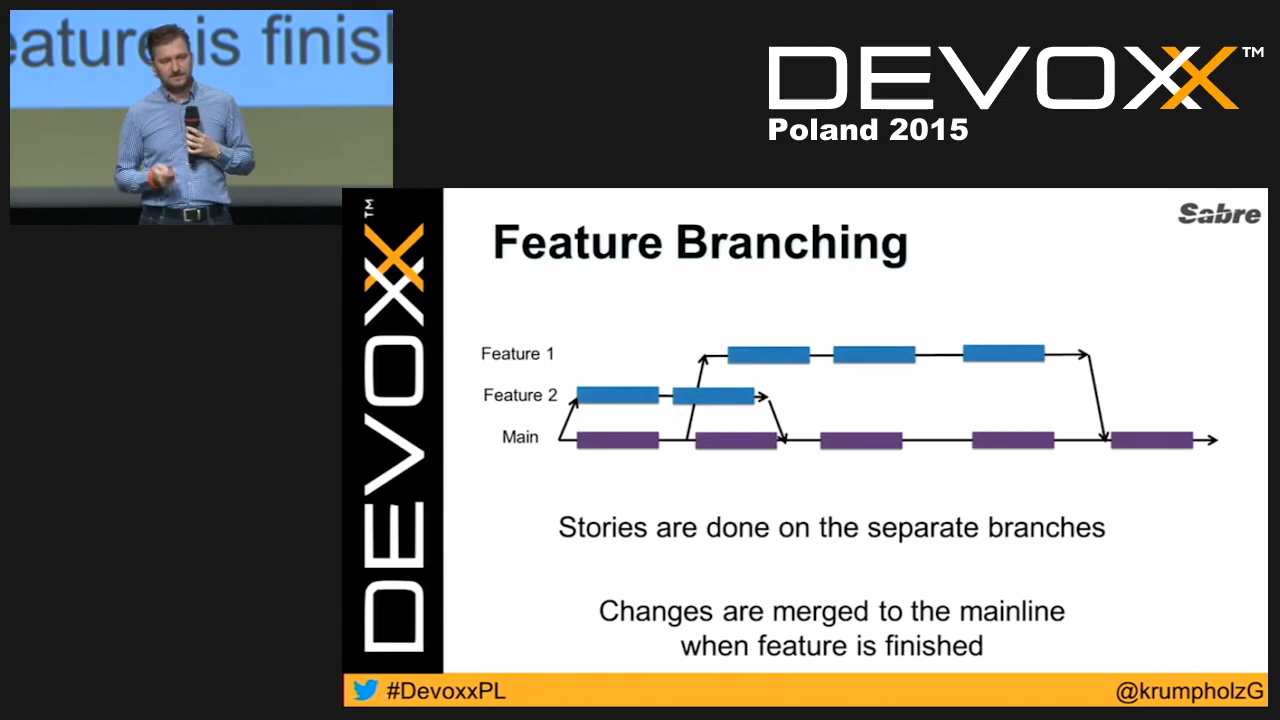 eature is finis
DEVOXX™
Poland 2015
DEVOXX™
Sabre
Feature Branching
Feature 1
Feature 2
Main
Stories are done on the separate branches
Changes are merged to the mainline
when feature is finished
#DevoxxPL
@krumpholzG